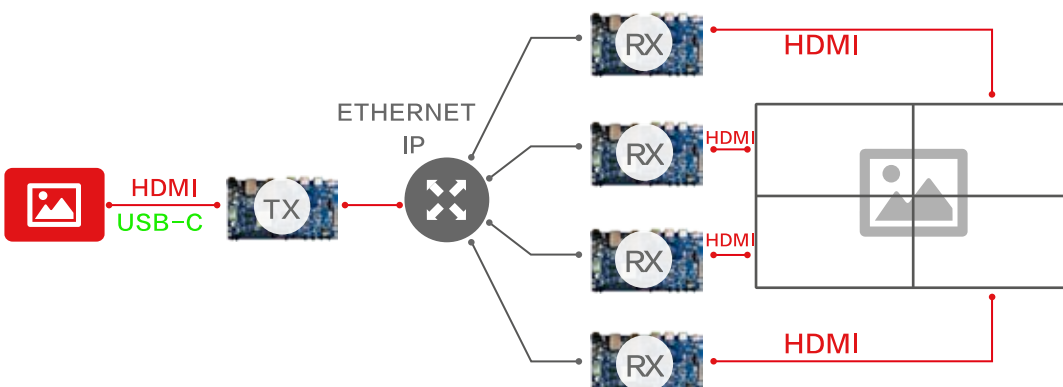 HDMI
USB-C
TX
ETHERNET
IP
RX
HDMI
RX
HDMI
RX
HDMI
RX
HDMI